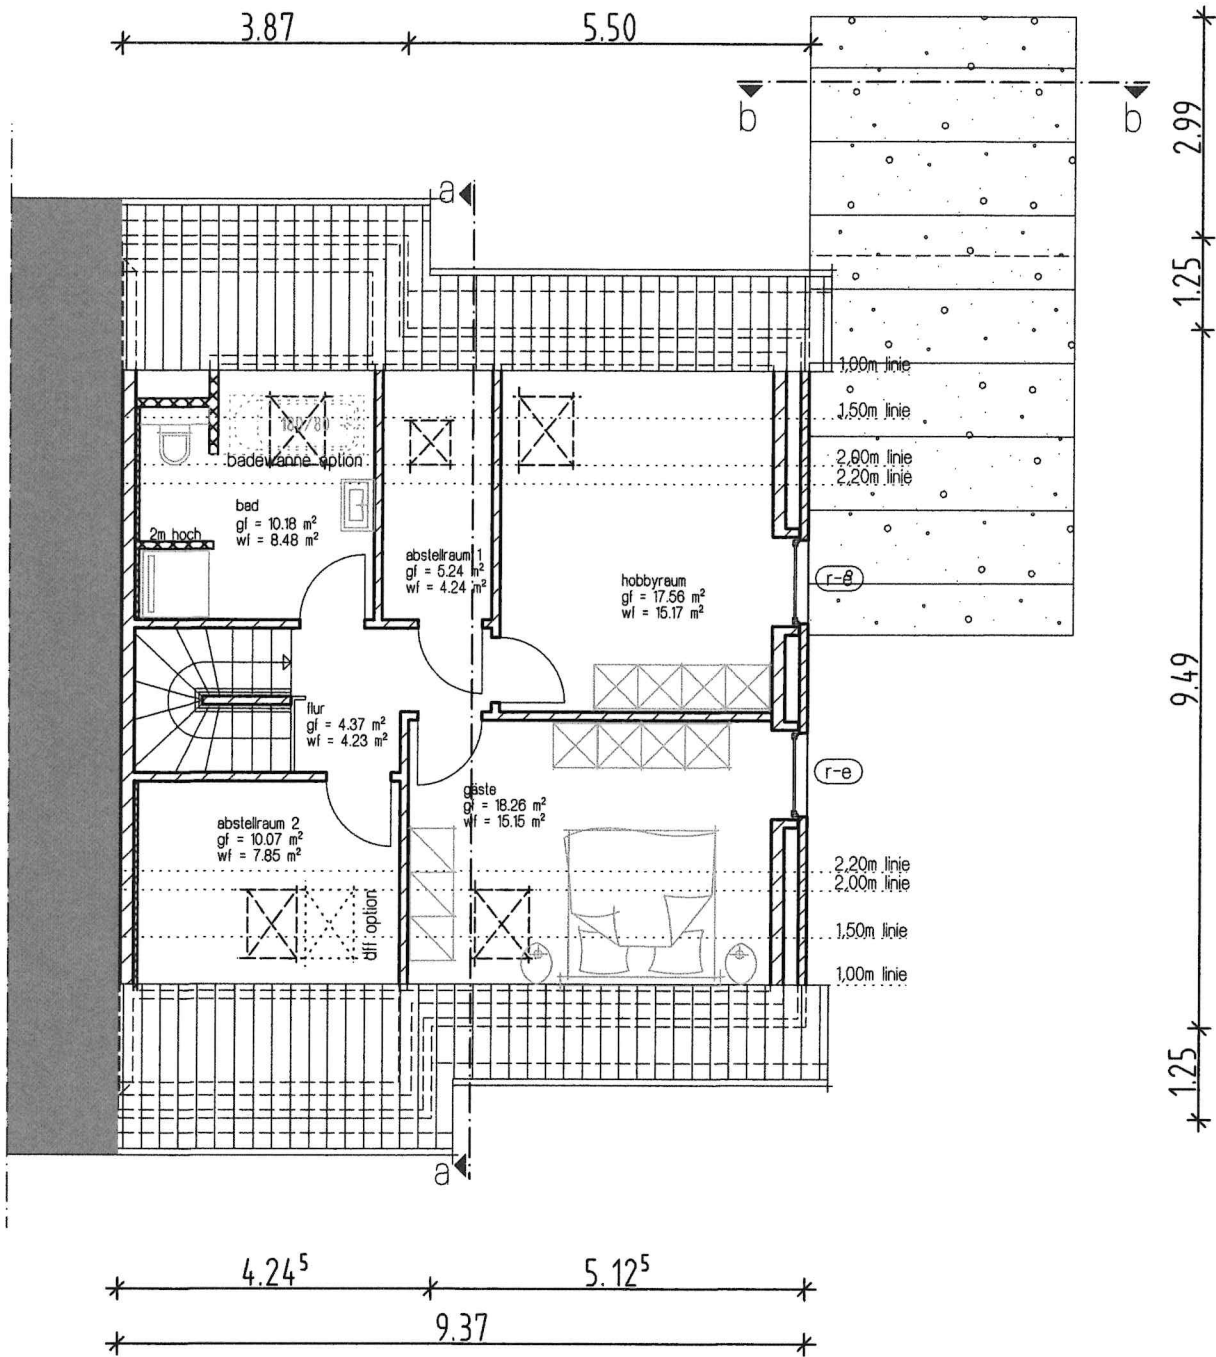 3.87
5.50
b
b
2.99
a
1.25
1,00m linie
1,50m linie
180/80
2,00m linie
badewanne option
2,20m linie
bad
gf = 10.18 m²
wf = 8.48 m²
2m hoch
abstellraum 1
gf = 5.24 m²
wf = 4.24 m²
hobbyraum
gf = 17.56 m²
wf = 15.17 m²
r-e
9.49
flur
gf = 4.37 m²
wf = 4.23 m²
r-e
gäste
gf = 18.26 m²
wf = 15.15 m²
abstellraum 2
gf = 10.07 m²
wf = 7.85 m²
2,20m linie
2,00m linie
dff option
1,50m linie
1,00m linie
1.25
a
4.24⁵
5.12⁵
9.37